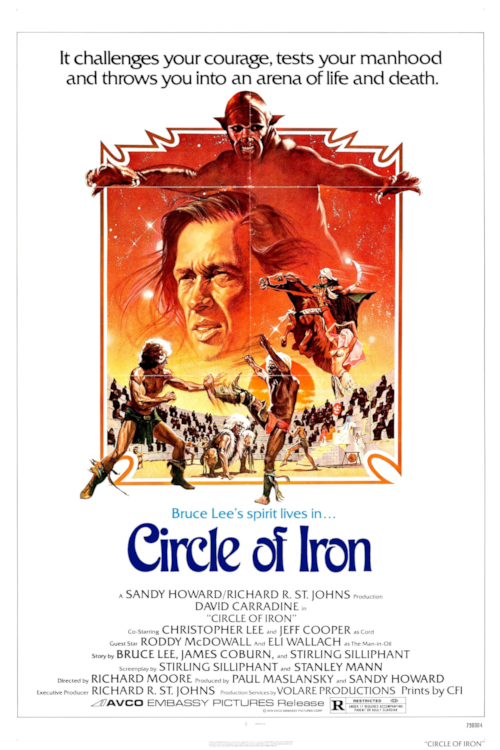 It challenges your courage, tests your manhood
and throws you into an arena of life and death.
Bruce Lee's spirit lives in...
Circle of Iron
A SANDY HOWARD/RICHARD R. ST. JOHNS Production
DAVID CARRADINE in
"CIRCLE OF IRON"
Co-Starring CHRISTOPHER LEE and JEFF COOPER as Cord
Guest Star RODDY McDOWALL And ELI WALLACH as The Man-in-Oil
Story by BRUCE LEE, JAMES COBURN, and STIRLING SILLIPHANT
Screenplay by STIRLING SILLIPHANT and STANLEY MANN
Directed by RICHARD MOORE Produced by PAUL MASLANSKY and SANDY HOWARD
Executive Producer RICHARD R. ST. JOHNS Production Services by VOLARE PRODUCTIONS Prints by CFI
AVCO EMBASSY PICTURES Release R RESTRICTED
790004
"CIRCLE OF IRON"